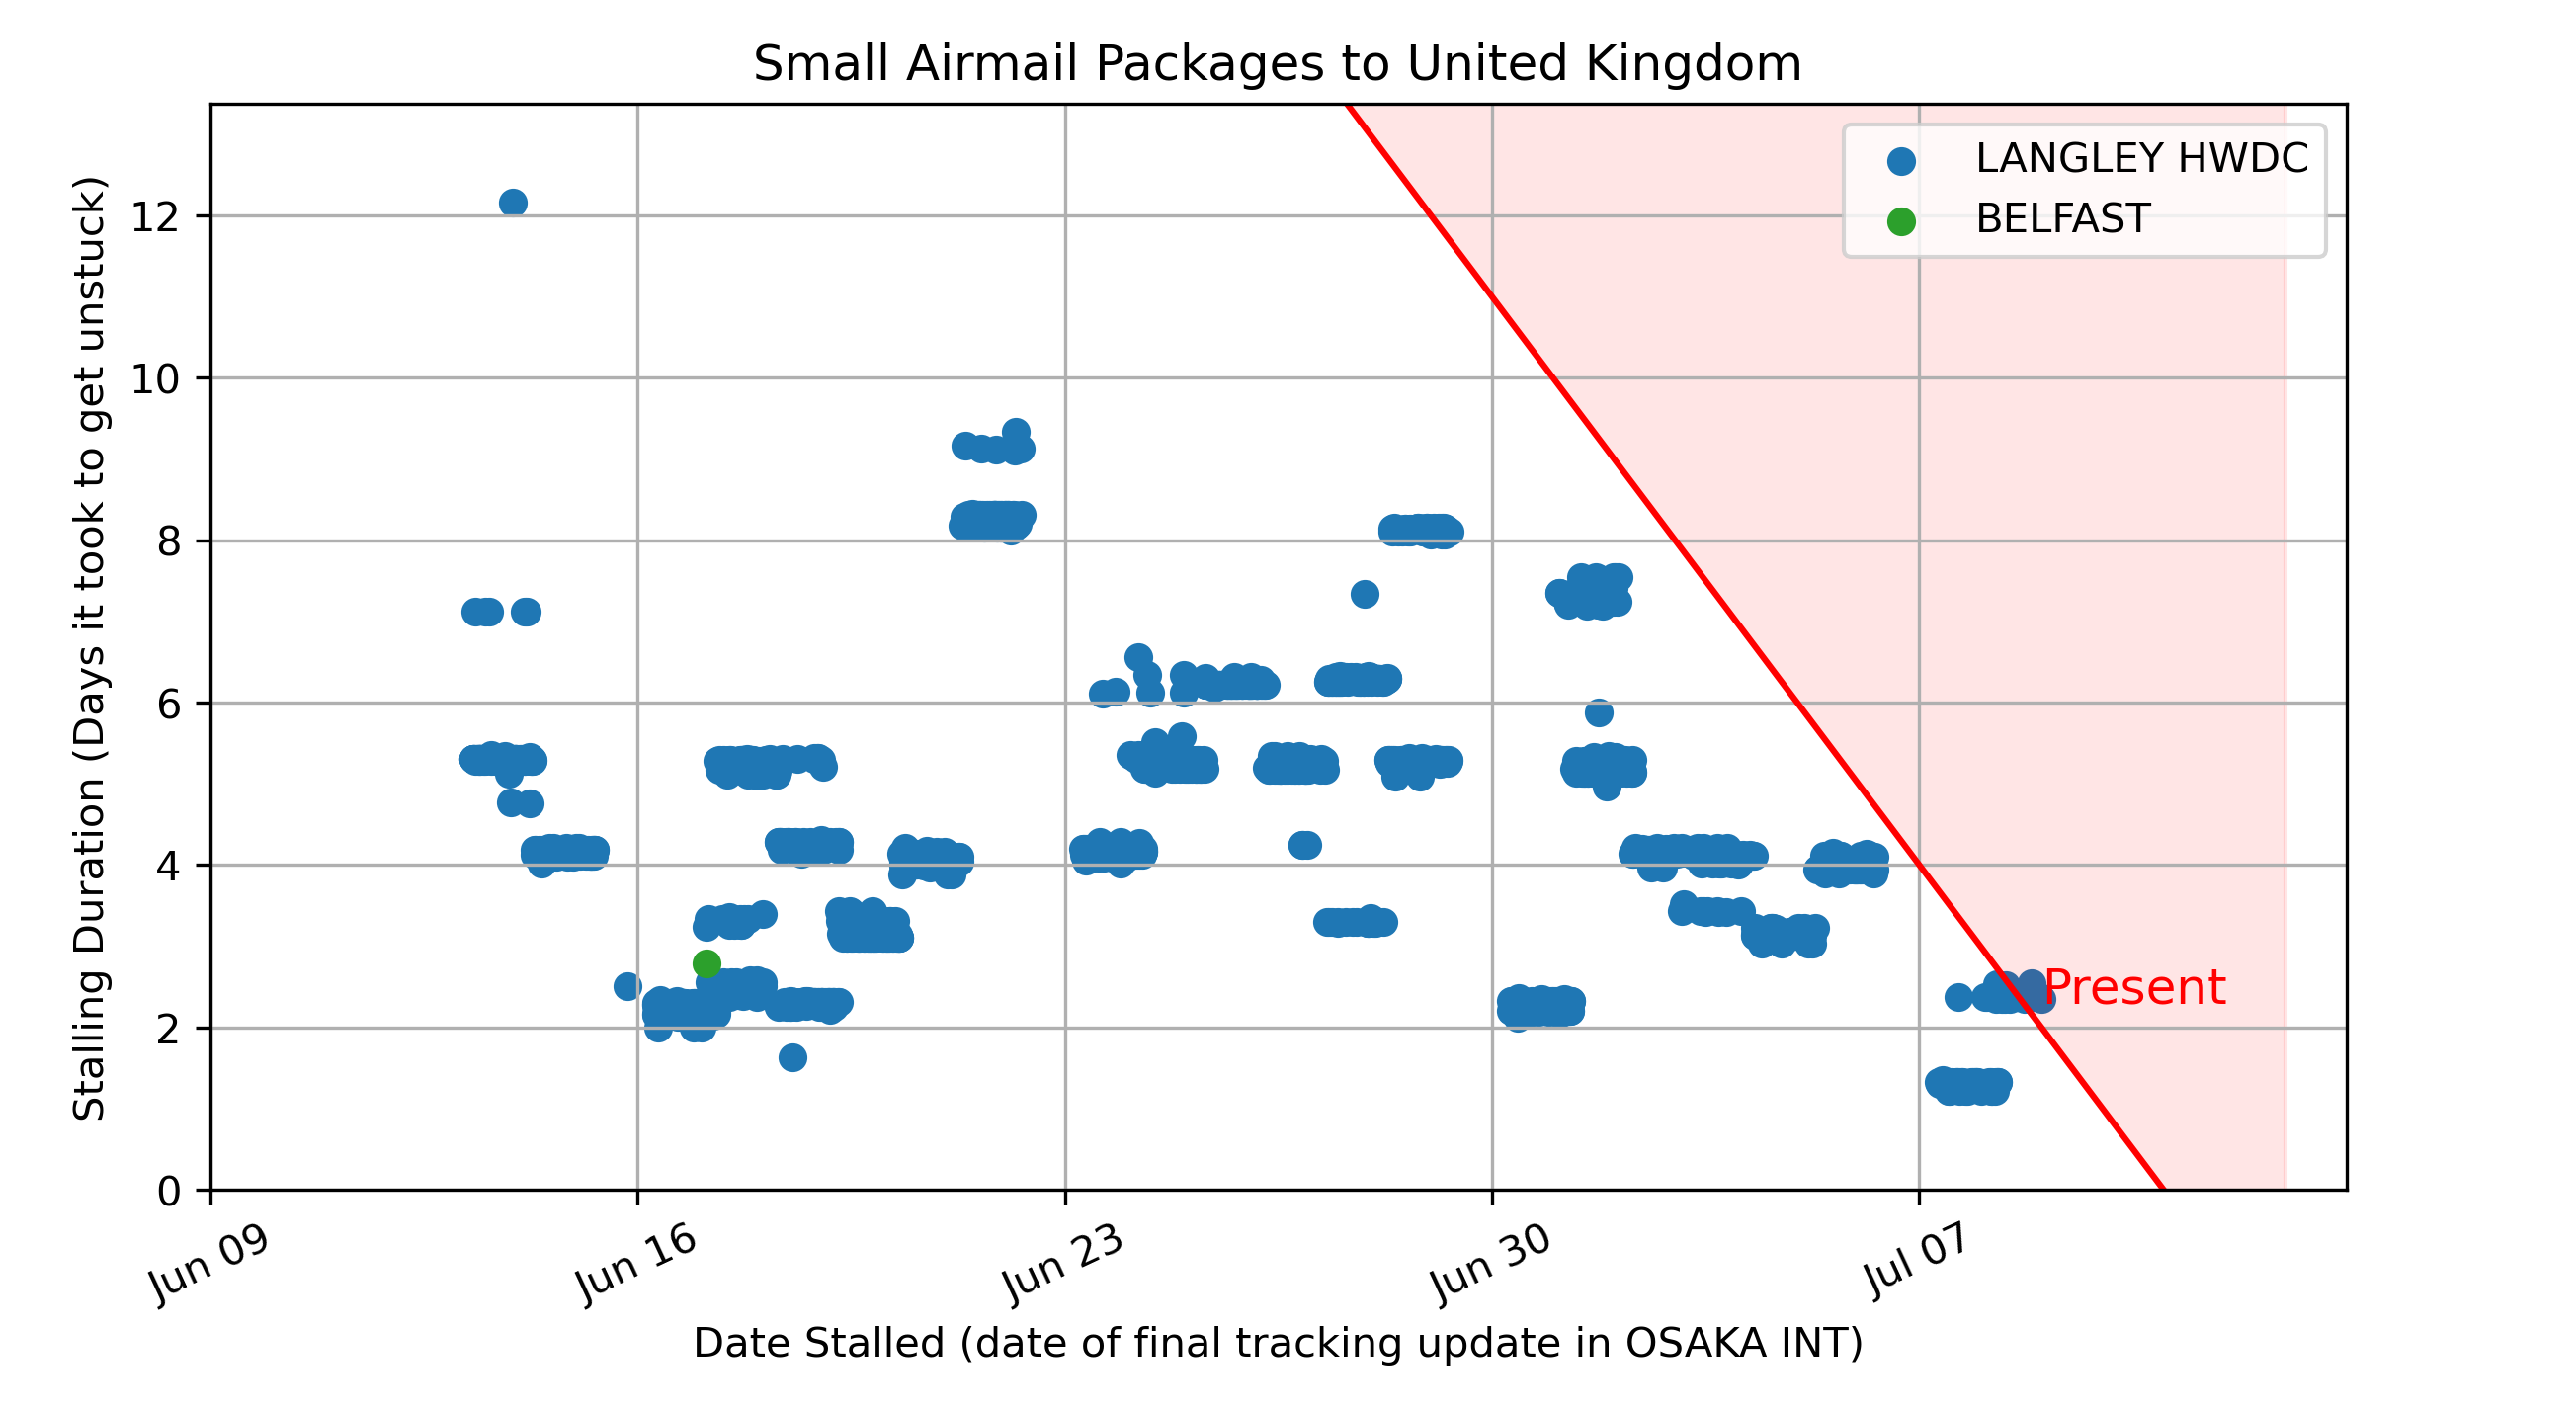 Small Airmail Packages to United Kingdom
LANGLEY HWDC
BELFAST
Stalling Duration (Days it took to get unstuck)
12
10
8
6
4
2
0
Present
Jun 09
Jun 16
Jun 23
Jun 30
Jul 07
Date Stalled (date of final tracking update in OSAKA INT)